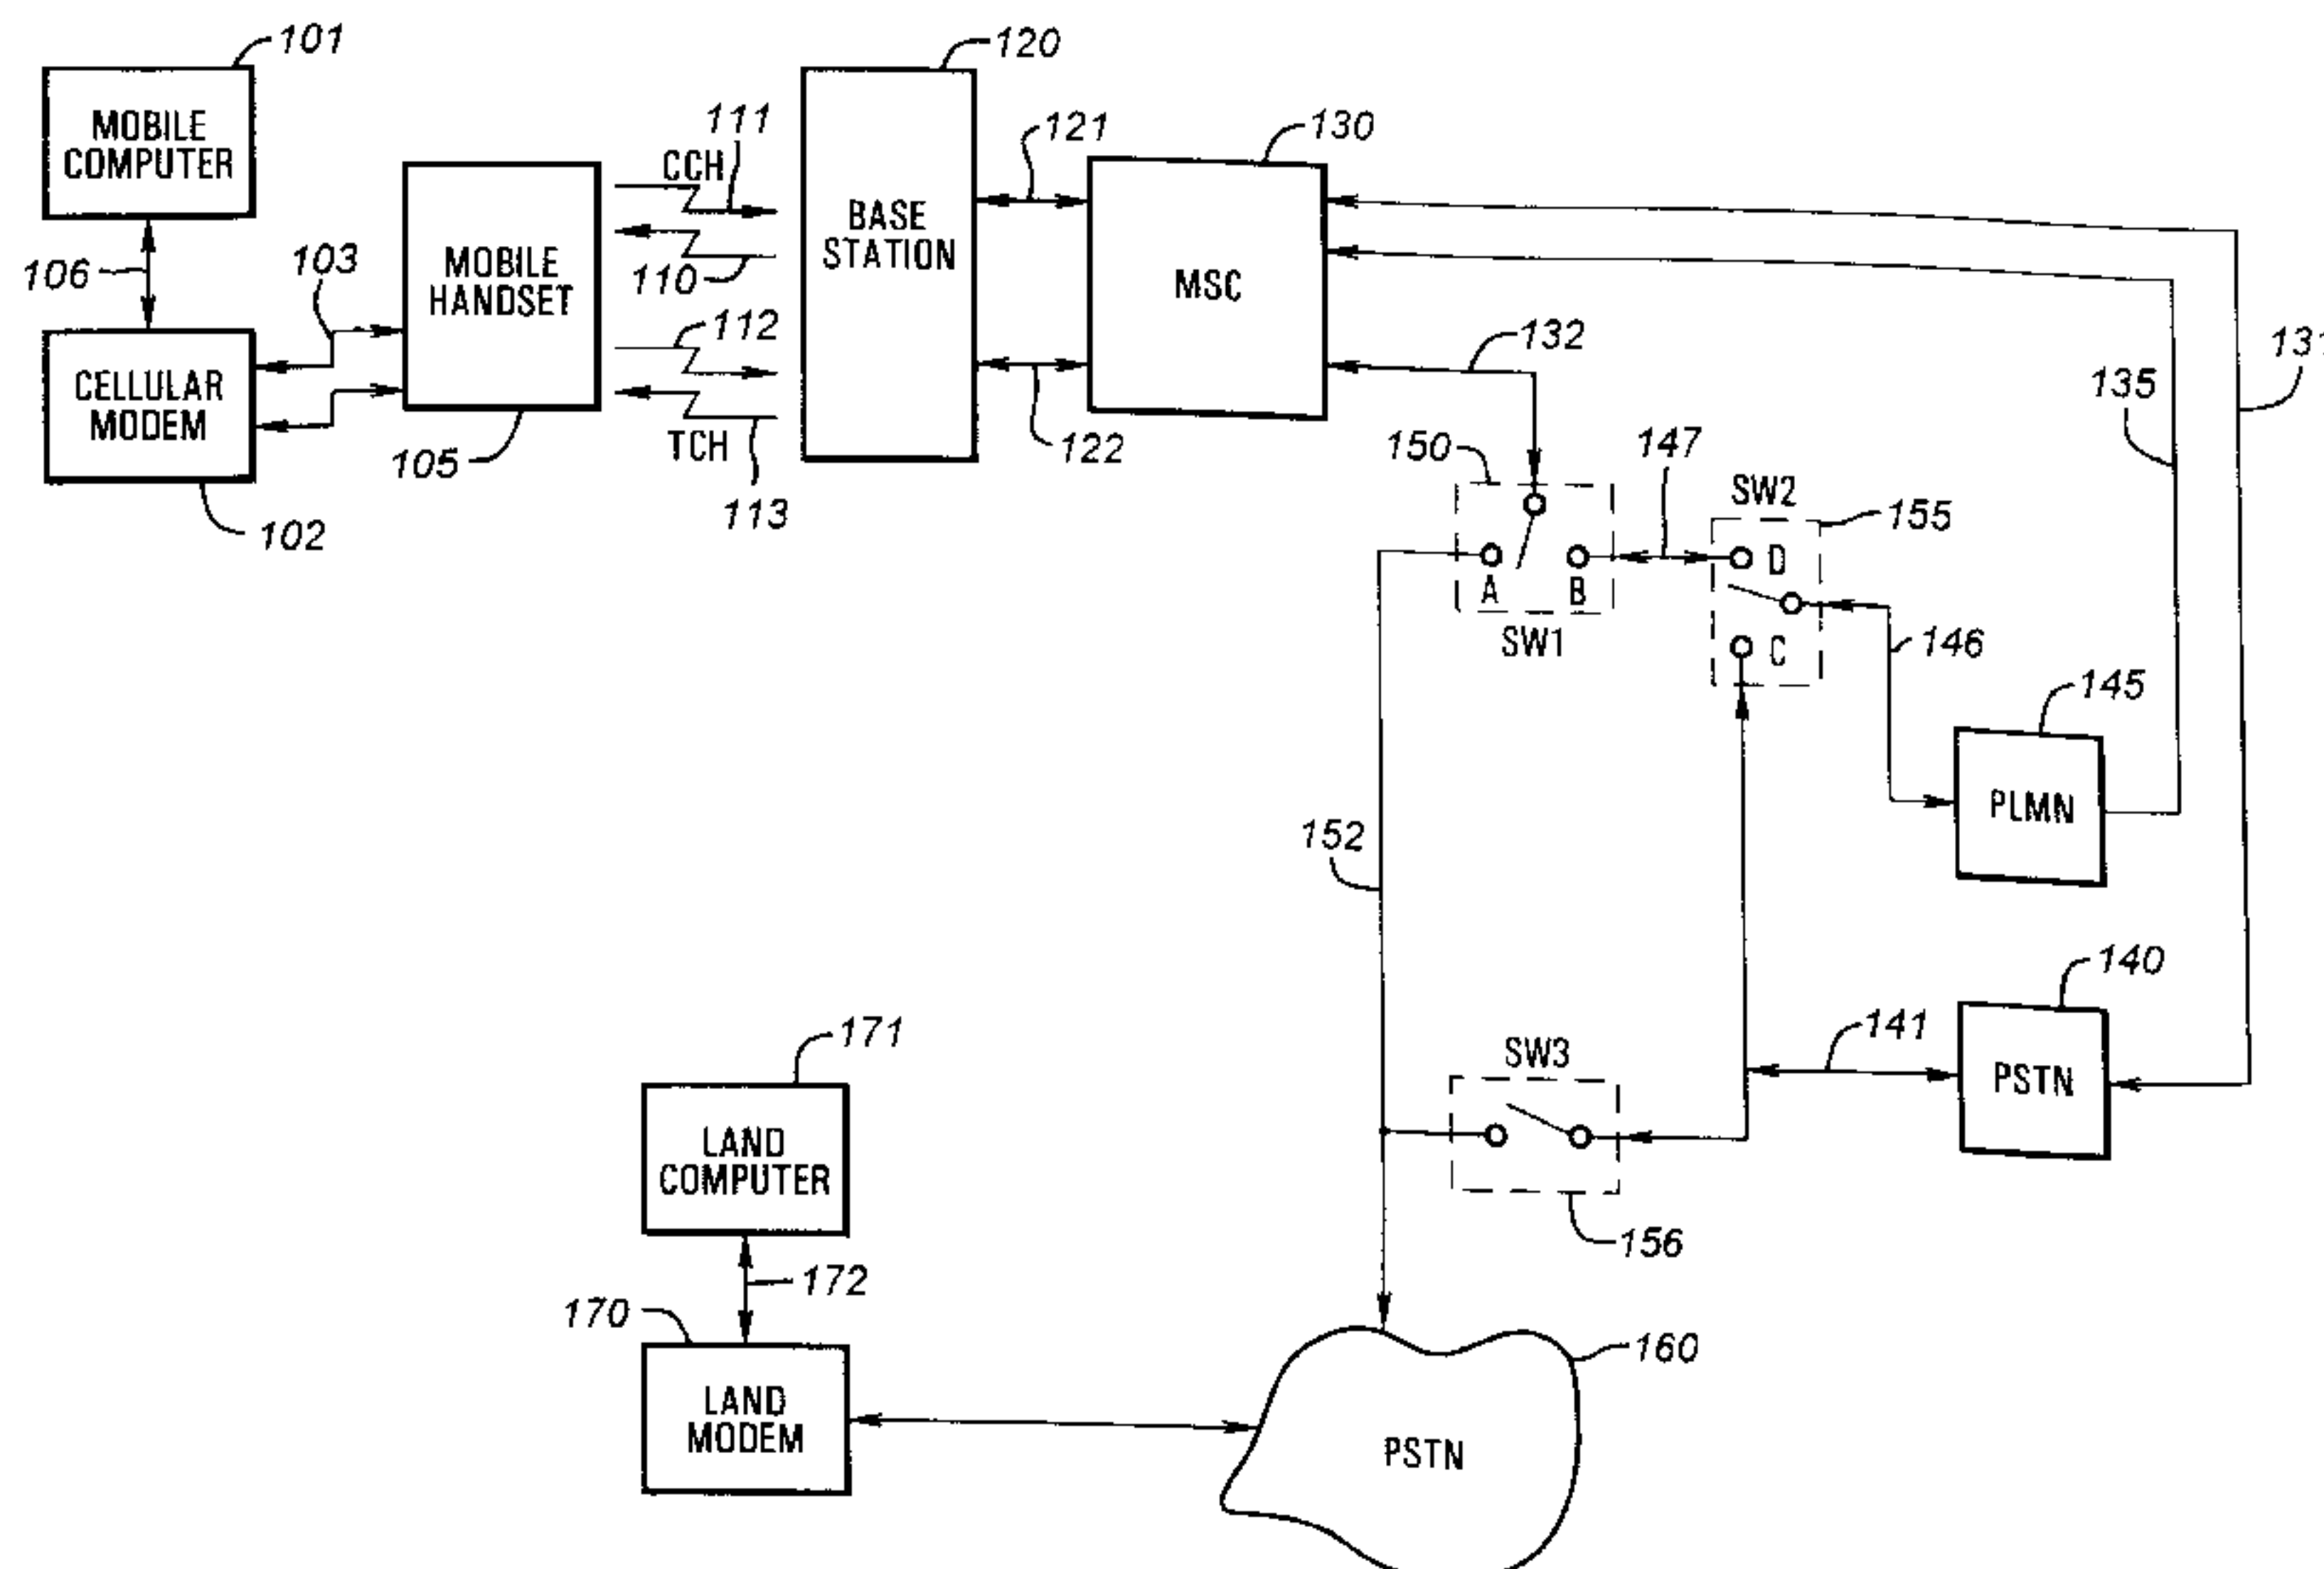 101
MOBILE
COMPUTER
106
103
CELLULAR
MODEM
102
MOBILE
HANDSET
105
CCH
111
110
112
TCH
113
120
BASE
STATION
121
122
130
MSC
132
131
135
150
A
B
SW1
147
SW2
155
D
C
146
145
PLMN
152
140
141
PSTN
SW3
156
171
LAND
COMPUTER
172
170
LAND
MODEM
160
PSTN